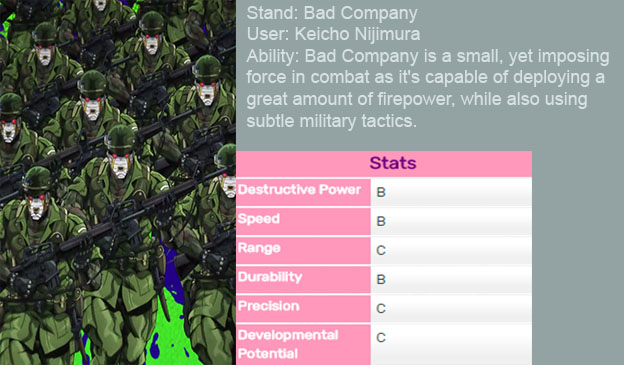 Stand: Bad Company
User: Keicho Nijimura
Ability: Bad Company is a small, yet imposing
force in combat as it's capable of deploying a
great amount of firepower, while also using
subtle military tactics.
Stats
Destructive Power B
Speed B
Range C
Durability B
Precision C
Developmental
Potential C